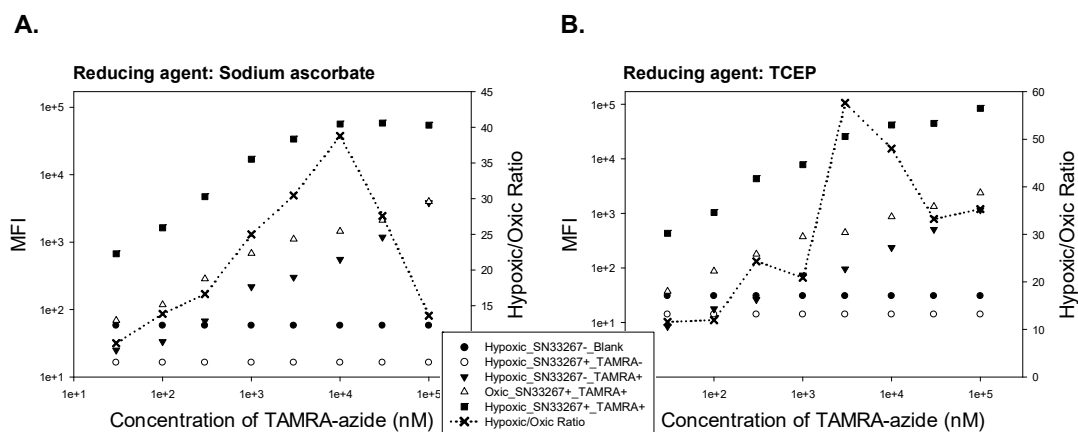 A.
B.
Reducing agent: Sodium ascorbate
Reducing agent: TCEP
1e+5
1e+4
1e+3
1e+2
1e+1
MFI
45
40
35
30
25
20
15
Hypoxic/Oxic Ratio
1e+1
1e+2
1e+3
1e+4
1e+5
Concentration of TAMRA-azide (nM)
1e+5
1e+4
1e+3
1e+2
1e+1
MFI
60
50
40
30
20
10
0
Hypoxic/Oxic Ratio
1e+2
1e+3
1e+4
1e+5
Concentration of TAMRA-azide (nM)
Hypoxic_SN33267-_Blank
Hypoxic_SN33267+_TAMRA-
Hypoxic_SN33267-_TAMRA+
Oxic_SN33267+_TAMRA+
Hypoxic_SN33267+_TAMRA+
Hypoxic/Oxic Ratio